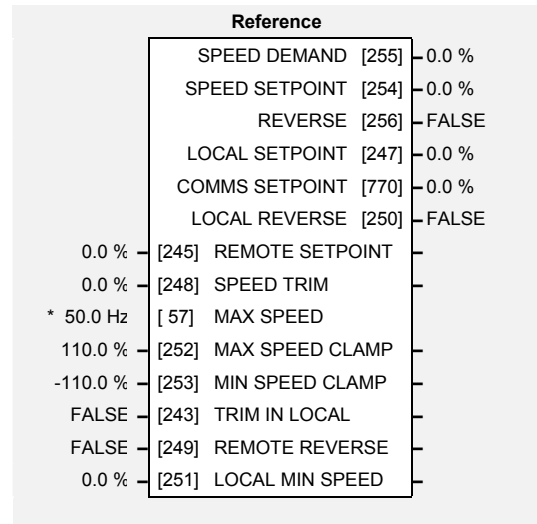 Reference
SPEED DEMAND [255] 0.0 %
SPEED SETPOINT [254] 0.0 %
REVERSE [256] FALSE
LOCAL SETPOINT [247] 0.0 %
COMMS SETPOINT [770] 0.0 %
LOCAL REVERSE [250] FALSE
0.0 % [245] REMOTE SETPOINT
0.0 % [248] SPEED TRIM
* 50.0 Hz [ 57] MAX SPEED
110.0 % [252] MAX SPEED CLAMP
-110.0 % [253] MIN SPEED CLAMP
FALSE [243] TRIM IN LOCAL
FALSE [249] REMOTE REVERSE
0.0 % [251] LOCAL MIN SPEED